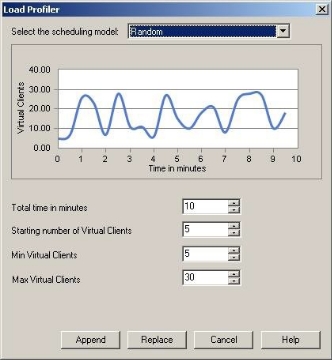 Load Profiler
Select the scheduling model: Random
40.00
30.00
20.00
10.00
0.00
Virtual Clients
0 1 2 3 4 5 6 7 8 9 10
Time in minutes
Total time in minutes 10
Starting number of Virtual Clients 5
Min Virtual Clients 5
Max Virtual Clients 30
Append Replace Cancel Help